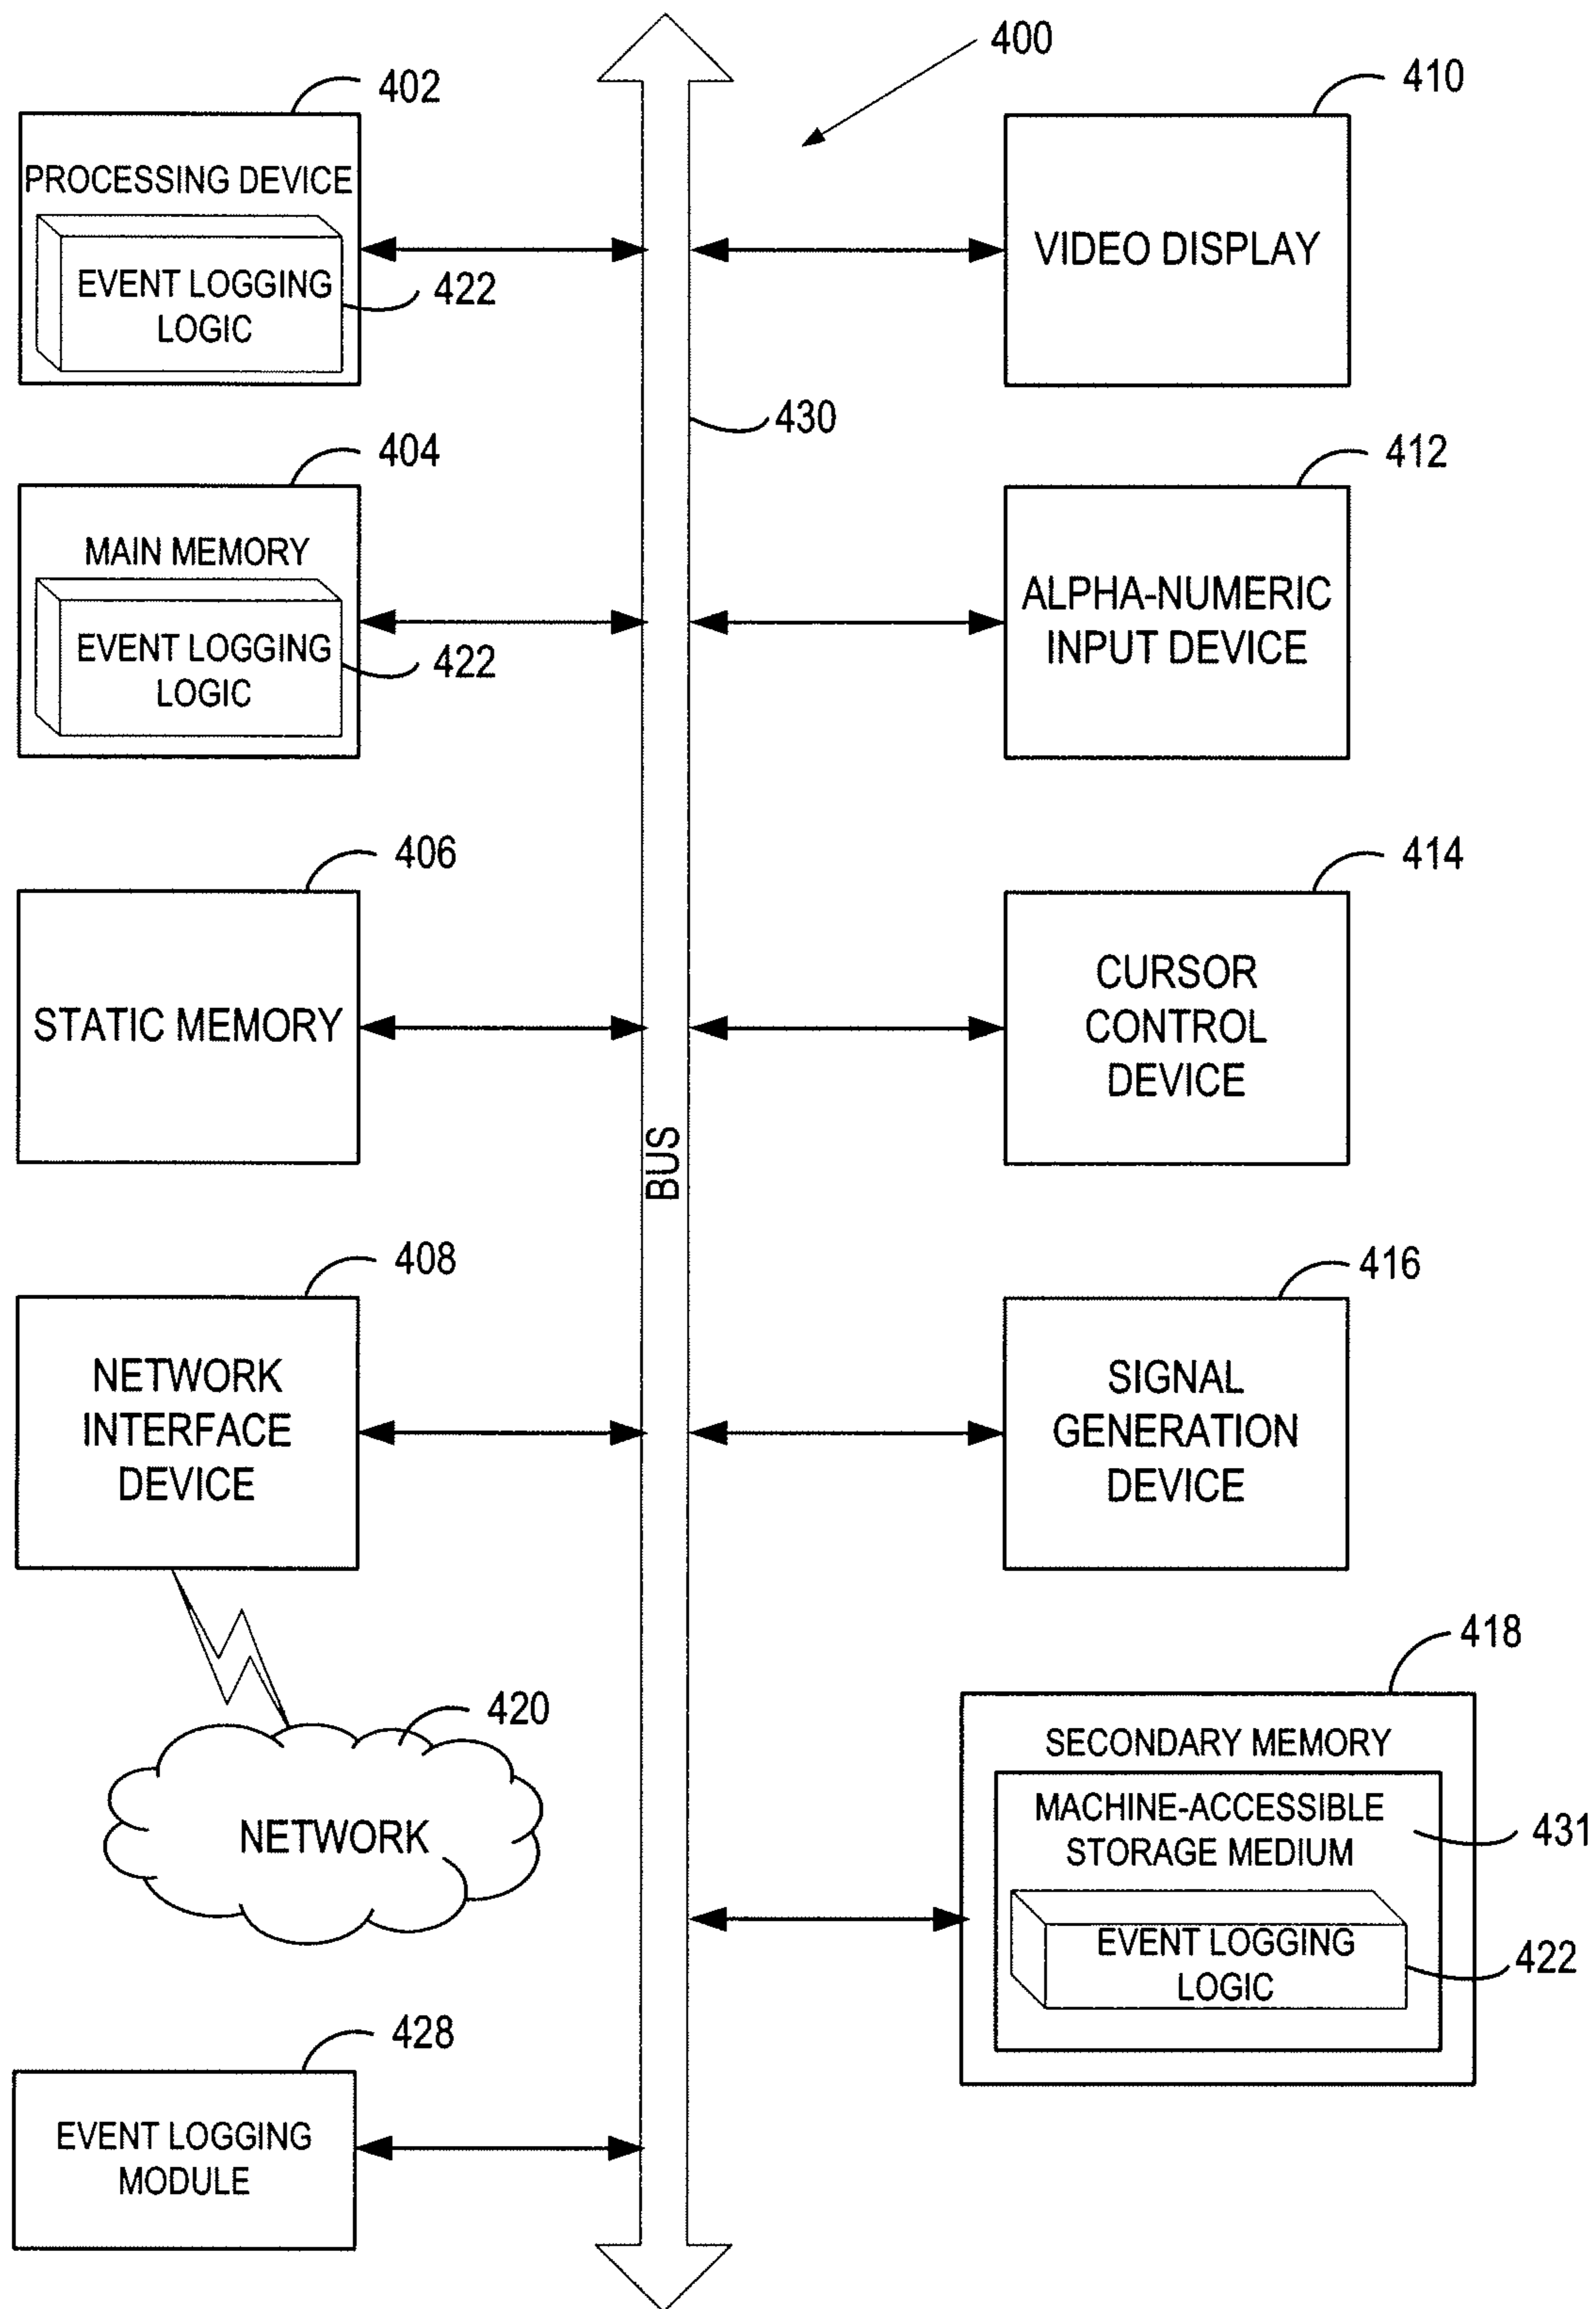 400
402
PROCESSING DEVICE
EVENT LOGGING
LOGIC
422
410
VIDEO DISPLAY
430
404
MAIN MEMORY
EVENT LOGGING
LOGIC
422
412
ALPHA-NUMERIC
INPUT DEVICE
406
STATIC MEMORY
414
CURSOR
CONTROL
DEVICE
BUS
408
NETWORK
INTERFACE
DEVICE
416
SIGNAL
GENERATION
DEVICE
420
NETWORK
418
SECONDARY MEMORY
MACHINE-ACCESSIBLE
STORAGE MEDIUM
431
EVENT LOGGING
LOGIC
422
428
EVENT LOGGING
MODULE